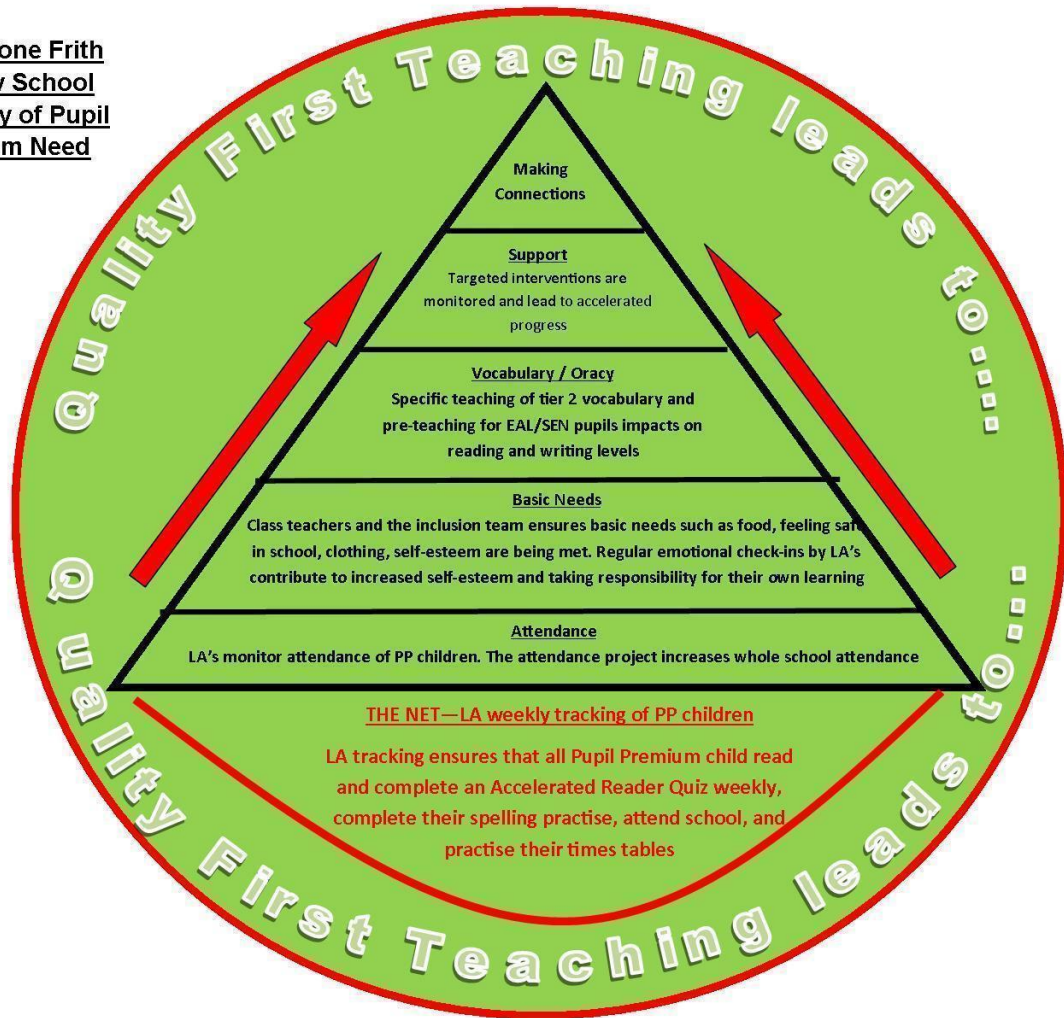 one Frith
School
y of Pupil
m Need
Quality First Teaching leads to.....
Making
Connections
Support
Targeted interventions are
monitored and lead to accelerated
progress
Vocabulary / Oracy
Specific teaching of tier 2 vocabulary and
pre-teaching for EAL/SEN pupils impacts on
reading and writing levels
Basic Needs
Class teachers and the inclusion team ensures basic needs such as food, feeling safe
in school, clothing, self-esteem are being met. Regular emotional check-ins by LA's
contribute to increased self-esteem and taking responsibility for their own learning
Attendance
LA's monitor attendance of PP children. The attendance project increases whole school attendance
THE NET—LA weekly tracking of PP children
LA tracking ensures that all Pupil Premium child read
and complete an Accelerated Reader Quiz weekly,
complete their spelling practise, attend school, and
practise their times tables
Quality First Teaching leads to....